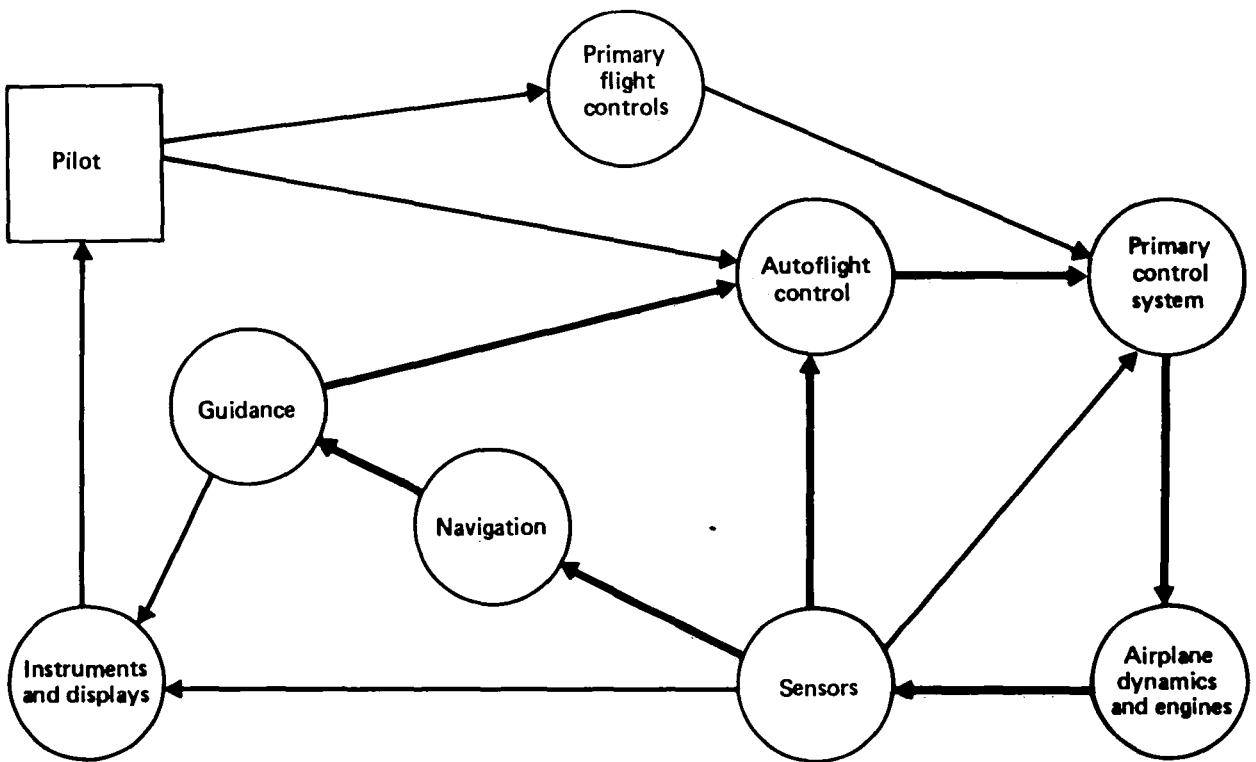 Primary
flight
controls
Pilot
Autoflight
control
Primary
control
system
Guidance
Navigation
Instruments
and displays
Sensors
Airplane
dynamics
and engines